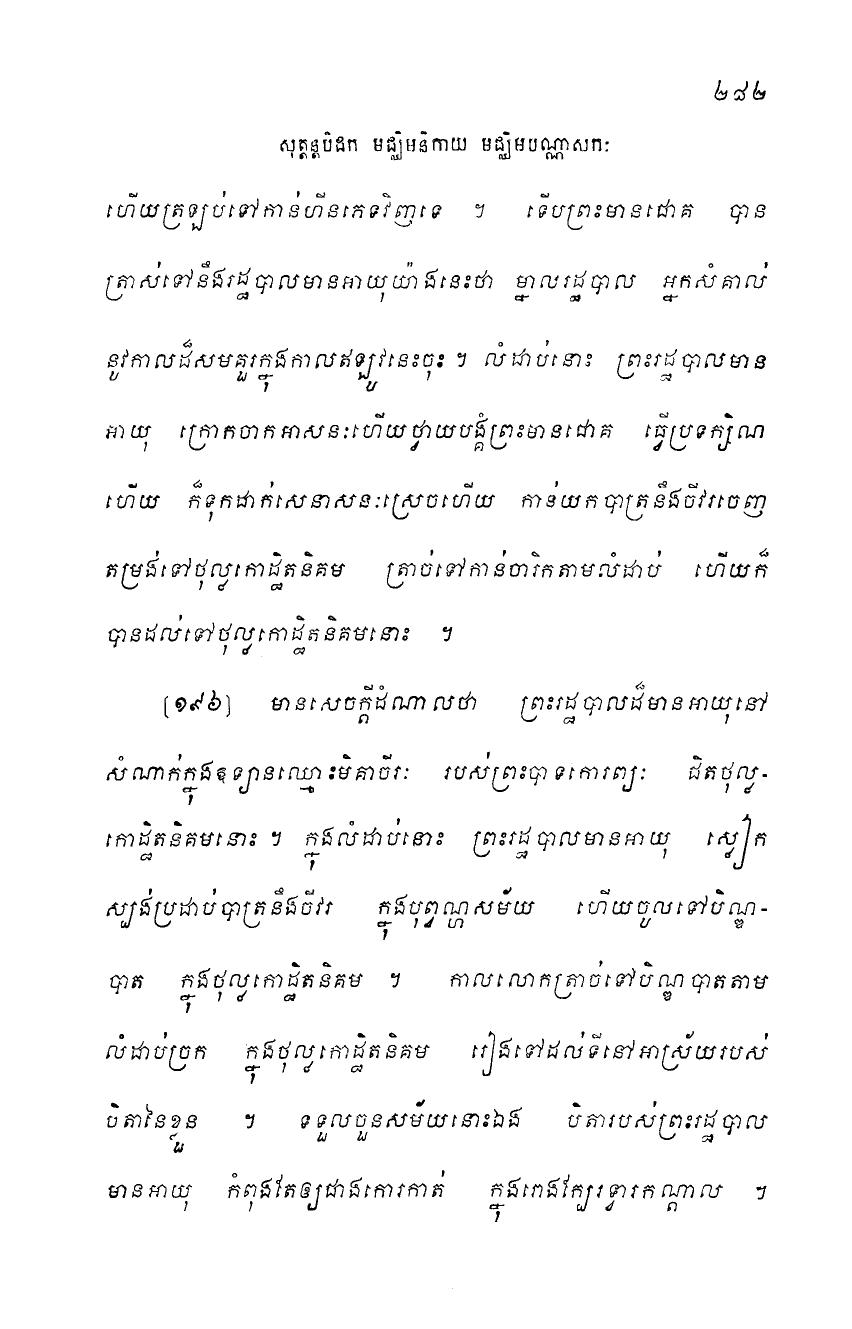 ២៨២
សុត្តន្តបិដក មជ្ឈិមនិកាយ មជ្ឈិមបណ្ណាសកៈ
ហើយត្រឡប់ទៅកាន់ហីនភេទវិញទេ ។ ទើបព្រះមានជោគ បាន
ត្រាស់ទៅនឹងរដ្ឋបាលមានអាយុយ៉ាងនេះថា ម្នាលរដ្ឋបាល អ្នកសំគាល់
នូវកាលដ៏សមគួរក្នុងកាលឥឡូវនេះចុះ ។ លំដាប់នោះ ព្រះរដ្ឋបាលមាន
អាយុ ក្រោកចាកអាសនៈហើយថ្វាយបង្គំព្រះមានជោគ ធ្វើប្រទក្សិណ
ហើយ ក៏ទុកដាក់សេនាសនៈស្រេចហើយ កាន់យកបាត្រនឹងចីវរចេញ
តម្រង់ទៅថុល្លកោដ្ឋិតនិគម ត្រាច់ទៅកាន់ចារិកតាមលំដាប់ ហើយក៏
បានដល់ទៅថុល្លកោដ្ឋិតនិគមនោះ ។
[១៩៦] មានសេចក្តីដំណាលថា ព្រះរដ្ឋបាលដ៏មានអាយុនៅ
សំណាក់ក្នុងឧទ្យានឈ្មោះមិគាចីរៈ របស់ព្រះបាទកោរព្យៈ ជិតថុល្ល-
កោដ្ឋិតនិគមនោះ ។ ក្នុងលំដាប់នោះ ព្រះរដ្ឋបាលមានអាយុ ស្លៀក
ស្បង់ប្រដាប់បាត្រនឹងចីវរ ក្នុងបុព្វណ្ហសម័យ ហើយចូលទៅបិណ្ឌ-
បាត ក្នុងថុល្លកោដ្ឋិតនិគម ។ កាលលោកត្រាច់ទៅបិណ្ឌបាតតាម
លំដាប់ច្រក ក្នុងថុល្លកោដ្ឋិតនិគម រៀងទៅដល់ទីនៅអាស្រ័យរបស់
បិតានៃខ្លួន ។ ទទួលចួនសម័យនោះឯង បិតារបស់ព្រះរដ្ឋបាល
មានអាយុ កំពុងតែឲ្យជាងកោរកាត់ ក្នុងរោងក្បែរទ្វារកណ្តាល ។